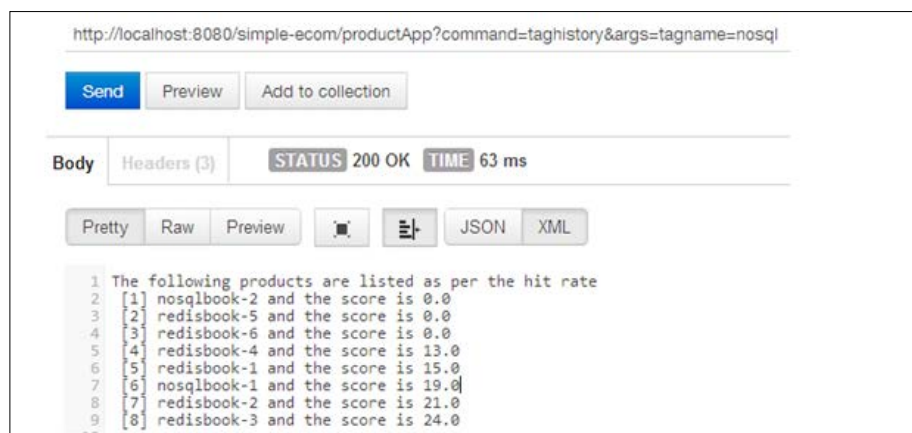 http://localhost:8080/simple-ecom/productApp?command=taghistory&args=tagname=nosql
Send Preview Add to collection
Body Headers (3) STATUS 200 OK TIME 63 ms
Pretty Raw Preview JSON XML
1 The following products are listed as per the hit rate
2 [1] nosqlbook-2 and the score is 0.0
3 [2] redisbook-5 and the score is 0.0
4 [3] redisbook-6 and the score is 0.0
5 [4] redisbook-4 and the score is 13.0
6 [5] redisbook-1 and the score is 15.0
7 [6] nosqlbook-1 and the score is 19.0
8 [7] redisbook-2 and the score is 21.0
9 [8] redisbook-3 and the score is 24.0